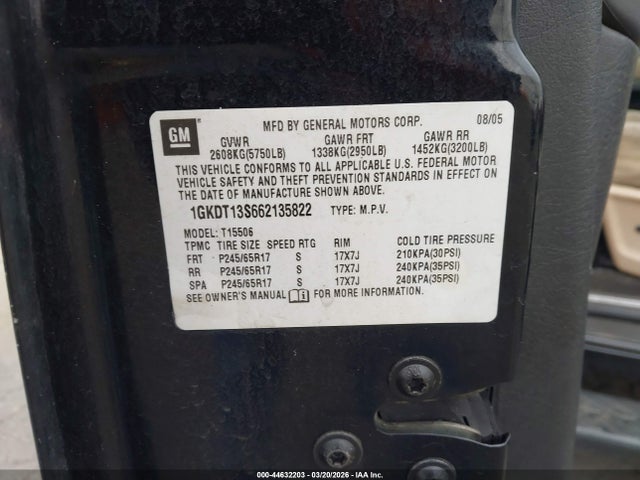 GM
MFD BY GENERAL MOTORS CORP. 08/05
GVWR GAWR FRT GAWR RR
2608KG(5750LB) 1338KG(2950LB) 1452KG(3200LB)
THIS VEHICLE CONFORMS TO ALL APPLICABLE U.S. FEDERAL MOTOR
VEHICLE SAFETY AND THEFT PREVENTION STANDARDS IN EFFECT ON
THE DATE OF MANUFACTURE SHOWN ABOVE.
1GKDT13S662135822 TYPE: M.P.V.
MODEL: T15506
TPMC TIRE SIZE SPEED RTG RIM COLD TIRE PRESSURE
FRT P245/65R17 S 17X7J 210KPA(30PSI)
RR P245/65R17 S 17X7J 240KPA(35PSI)
SPA P245/65R17 S 17X7J 240KPA(35PSI)
SEE OWNER'S MANUAL FOR MORE INFORMATION.
000-44632203 - 03/20/2026 - IAAI.COM